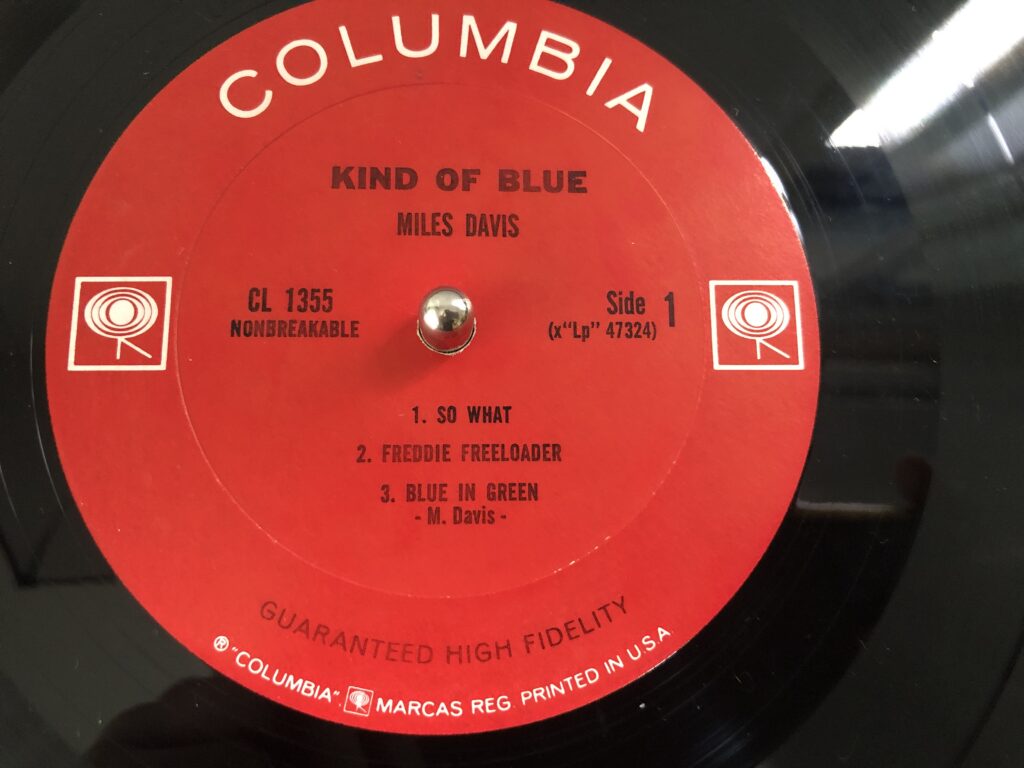 COLUMBIA
KIND OF BLUE
MILES DAVIS
CL 1355
NONBREAKABLE
Side 1
(x"Lp" 47324)
1. SO WHAT
2. FREDDIE FREELOADER
3. BLUE IN GREEN
- M. Davis -
GUARANTEED HIGH FIDELITY
® "COLUMBIA", MARCAS REG. PRINTED IN U.S.A.